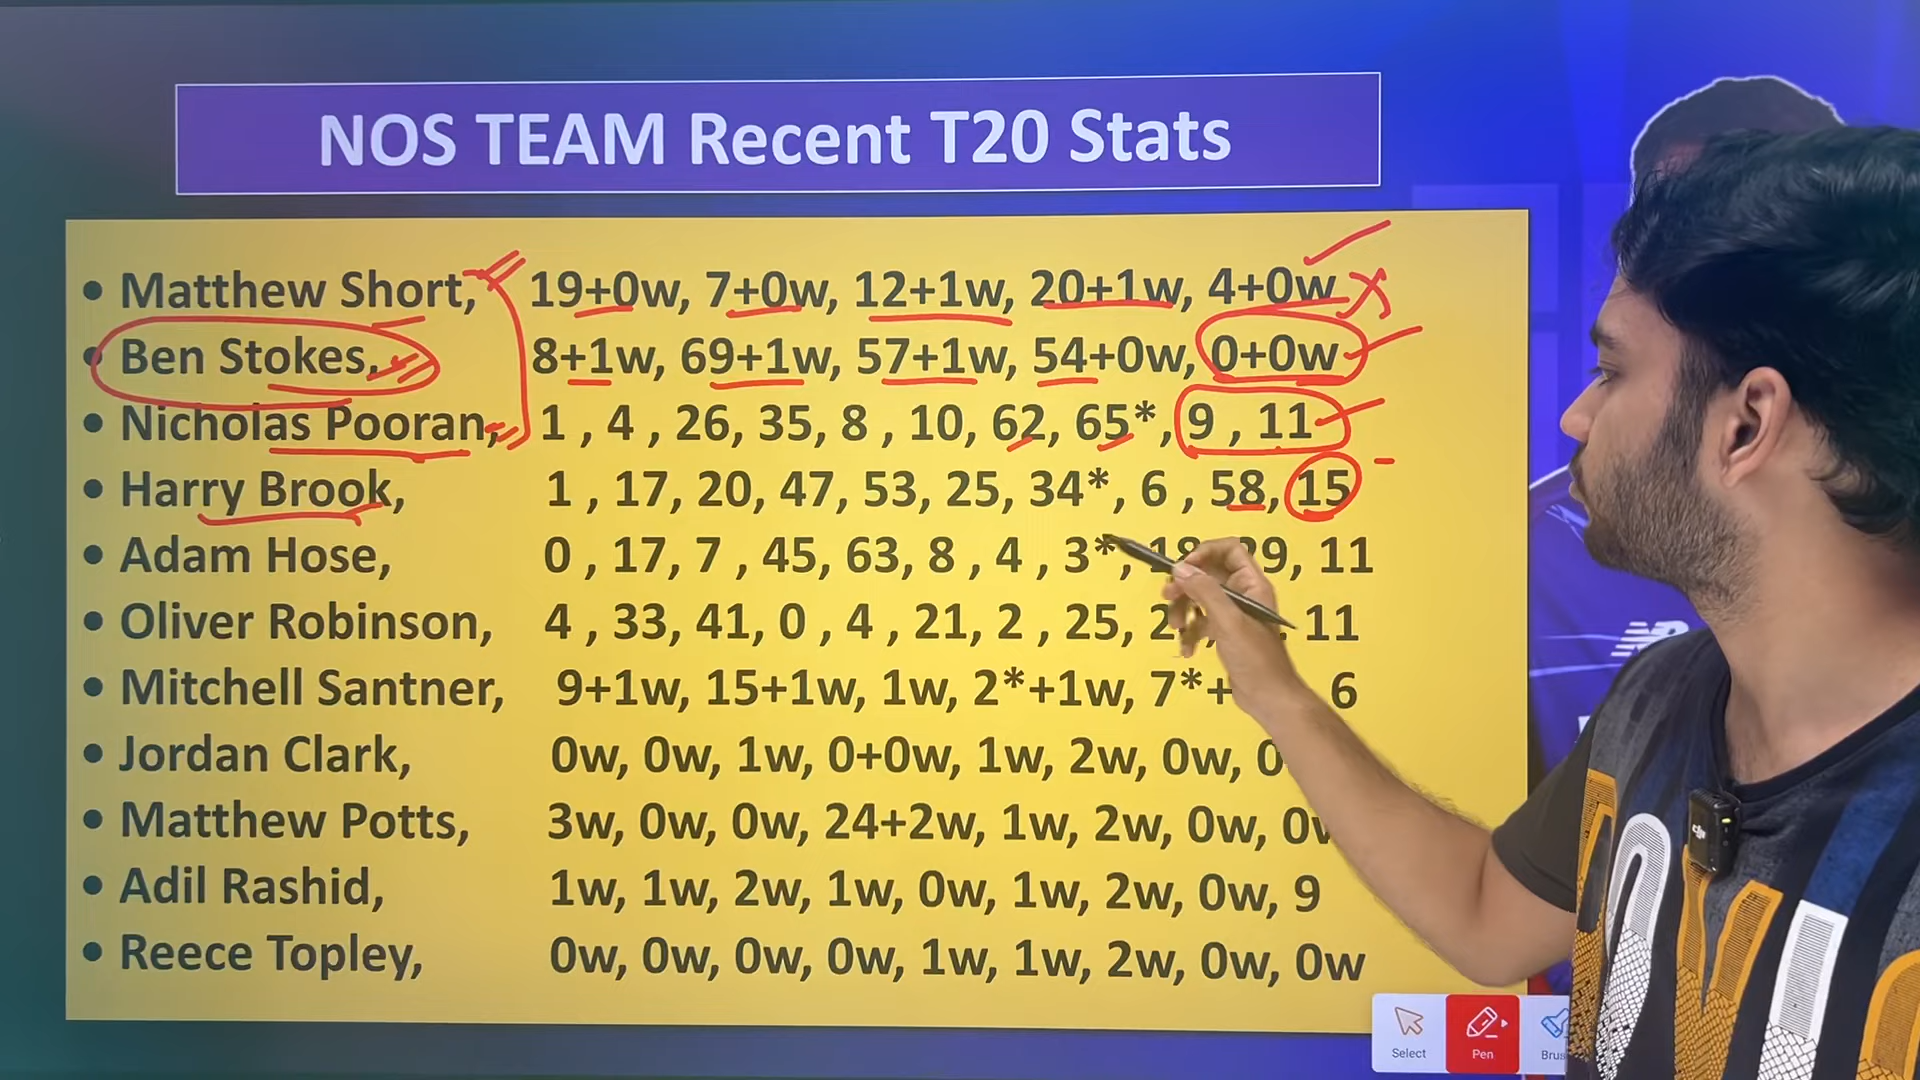 NOS TEAM Recent T20 Stats
• Matthew Short, 19+0w, 7+0w, 12+1w, 20+1w, 4+0w
• Ben Stokes, 8+1w, 69+1w, 57+1w, 54+0w, 0+0w
• Nicholas Pooran, 1 , 4 , 26, 35, 8 , 10, 62, 65*, 9 , 11
• Harry Brook, 1 , 17, 20, 47, 53, 25, 34*, 6 , 58, 15
• Adam Hose, 0 , 17, 7 , 45, 63, 8 , 4 , 3*, 11
• Oliver Robinson, 4 , 33, 41, 0 , 4 , 21, 2 , 25, 11
• Mitchell Santner, 9+1w, 15+1w, 1w, 2*+1w, 7*+ 6
• Jordan Clark, 0w, 0w, 1w, 0+0w, 1w, 2w, 0w,
• Matthew Potts, 3w, 0w, 0w, 24+2w, 1w, 2w, 0w,
• Adil Rashid, 1w, 1w, 2w, 1w, 0w, 1w, 2w, 0w, 9
• Reece Topley, 0w, 0w, 0w, 0w, 1w, 1w, 2w, 0w, 0w
Select Pen